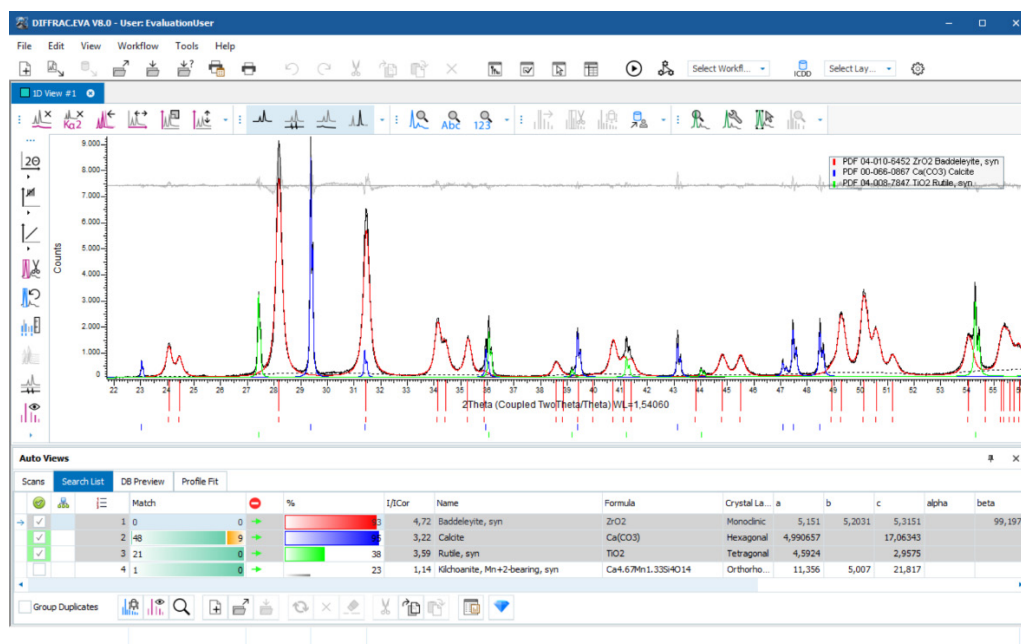 DIFFRAC.EVA V8.0 - User: EvaluationUser
File Edit View Workflow Tools Help
Select Workfl... ICDD Select Lay...
1D View #1
Kα2 Abc 123
2θ
Counts
9.000
8.000
7.000
6.000
5.000
4.000
3.000
2.000
1.000
0
PDF 04-010-6452 ZrO2 Baddeleyite, syn
PDF 00-066-0867 Ca(CO3) Calcite
PDF 04-008-7847 TiO2 Rutile, syn
22 23 24 25 26 27 28 29 30 31 32 33 34 35 36 37 38 39 40 41 42 43 44 45 46 47 48 49 50 51 52 53 54 55
2Theta (Coupled TwoTheta/Theta) WL=1,54060
Auto Views
Scans Search List DB Preview Profile Fit
Match % I/ICor Name Formula Crystal La... a b c alpha beta
1 0 0 93 4,72 Baddeleyite, syn ZrO2 Monoclinic 5,151 5,2031 5,3151 99,197
2 48 9 3,22 Calcite Ca(CO3) Hexagonal 4,990657 17,06343
3 21 0 38 3,59 Rutile, syn TiO2 Tetragonal 4,5924 2,9575
4 1 0 23 1,14 Kilchoanite, Mn+2-bearing, syn Ca4.67Mn1.33Si4O14 Orthorho... 11,356 5,007 21,817
Group Duplicates